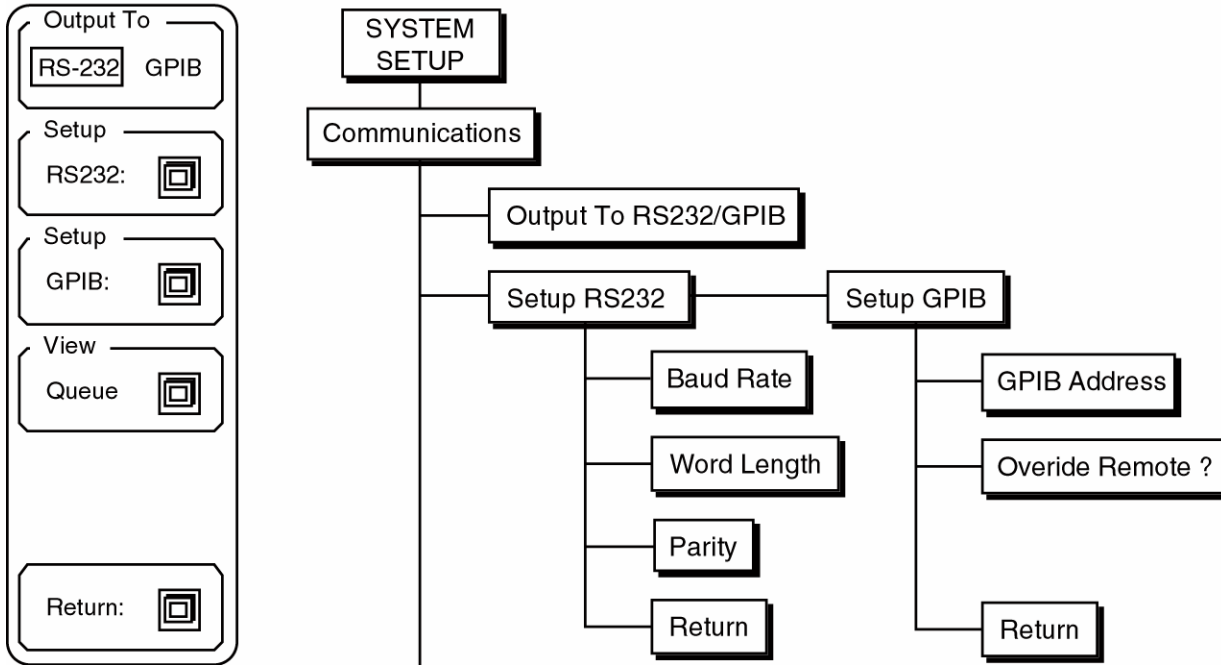 Output To
RS-232 GPIB
Setup
RS232:
Setup
GPIB:
View
Queue
Return:
SYSTEM
SETUP
Communications
Output To RS232/GPIB
Setup RS232
Setup GPIB
Baud Rate
Word Length
Parity
Return
GPIB Address
Overide Remote ?
Return